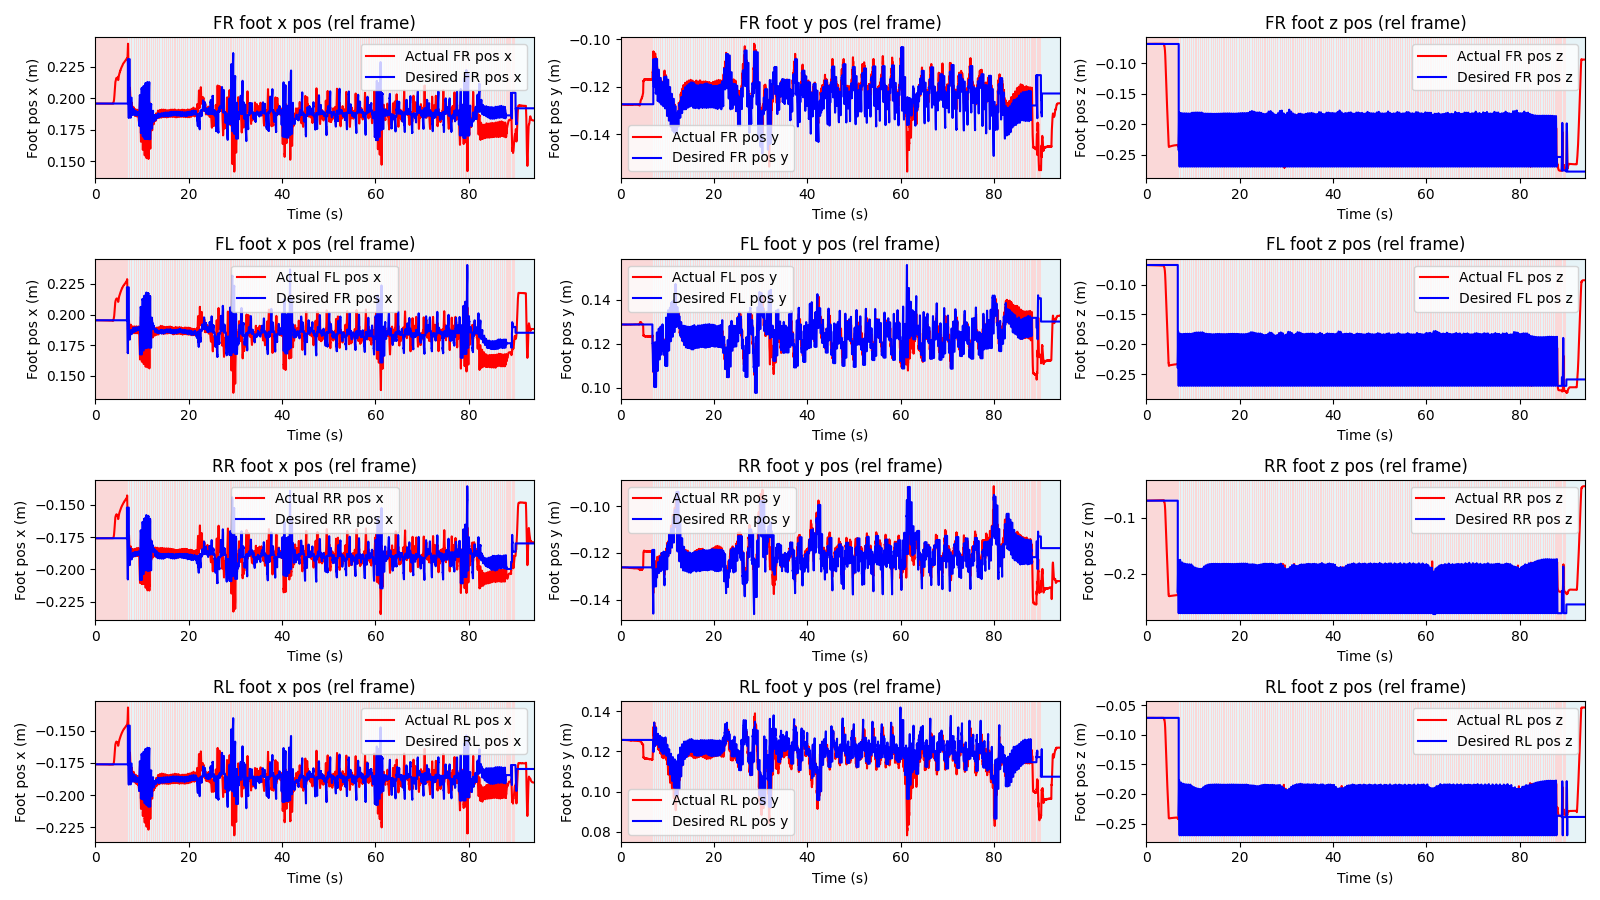 FR foot x pos (rel frame)
Foot pos x (m)
0.225
0.200
0.175
0.150
Actual FR pos x
Desired FR pos x
0 20 40 60 80
Time (s)
FR foot y pos (rel frame)
Foot pos y (m)
−0.10
−0.12
−0.14
Actual FR pos y
Desired FR pos y
0 20 40 60 80
Time (s)
FR foot z pos (rel frame)
Foot pos z (m)
−0.10
−0.15
−0.20
−0.25
Actual FR pos z
Desired FR pos z
0 20 40 60 80
Time (s)
FL foot x pos (rel frame)
Foot pos x (m)
0.225
0.200
0.175
0.150
Actual FL pos x
Desired FR pos x
0 20 40 60 80
Time (s)
FL foot y pos (rel frame)
Foot pos y (m)
0.14
0.12
0.10
Actual FL pos y
Desired FL pos y
0 20 40 60 80
Time (s)
FL foot z pos (rel frame)
Foot pos z (m)
−0.10
−0.15
−0.20
−0.25
Actual FL pos z
Desired FL pos z
0 20 40 60 80
Time (s)
RR foot x pos (rel frame)
Foot pos x (m)
−0.150
−0.175
−0.200
−0.225
Actual RR pos x
Desired RR pos x
0 20 40 60 80
Time (s)
RR foot y pos (rel frame)
Foot pos y (m)
−0.10
−0.12
−0.14
Actual RR pos y
Desired RR pos y
0 20 40 60 80
Time (s)
RR foot z pos (rel frame)
Foot pos z (m)
−0.1
−0.2
Actual RR pos z
Desired RR pos z
0 20 40 60 80
Time (s)
RL foot x pos (rel frame)
Foot pos x (m)
−0.150
−0.175
−0.200
−0.225
Actual RL pos x
Desired RL pos x
0 20 40 60 80
Time (s)
RL foot y pos (rel frame)
Foot pos y (m)
0.14
0.12
0.10
0.08
Actual RL pos y
Desired RL pos y
0 20 40 60 80
Time (s)
RL foot z pos (rel frame)
Foot pos z (m)
−0.05
−0.10
−0.15
−0.20
−0.25
Actual RL pos z
Desired RL pos z
0 20 40 60 80
Time (s)